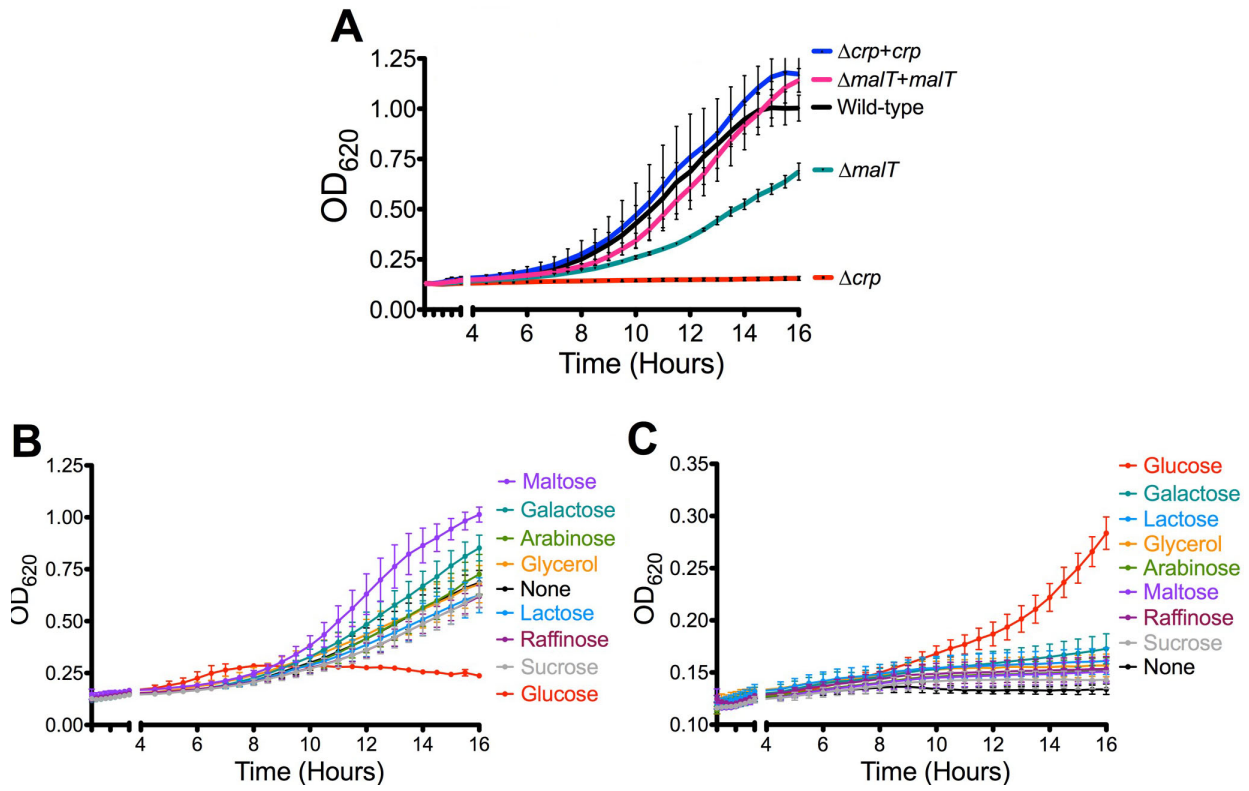 A
OD620
1.25
1.00
0.75
0.50
0.25
0.00
4 6 8 10 12 14 16
Time (Hours)
Δcrp+crp
ΔmalT+malT
Wild-type
ΔmalT
Δcrp
B
OD620
1.25
1.00
0.75
0.50
0.25
0.00
4 6 8 10 12 14 16
Time (Hours)
Maltose
Galactose
Arabinose
Glycerol
None
Lactose
Raffinose
Sucrose
Glucose
C
OD620
0.35
0.30
0.25
0.20
0.15
0.10
4 6 8 10 12 14 16
Time (Hours)
Glucose
Galactose
Lactose
Glycerol
Arabinose
Maltose
Raffinose
Sucrose
None